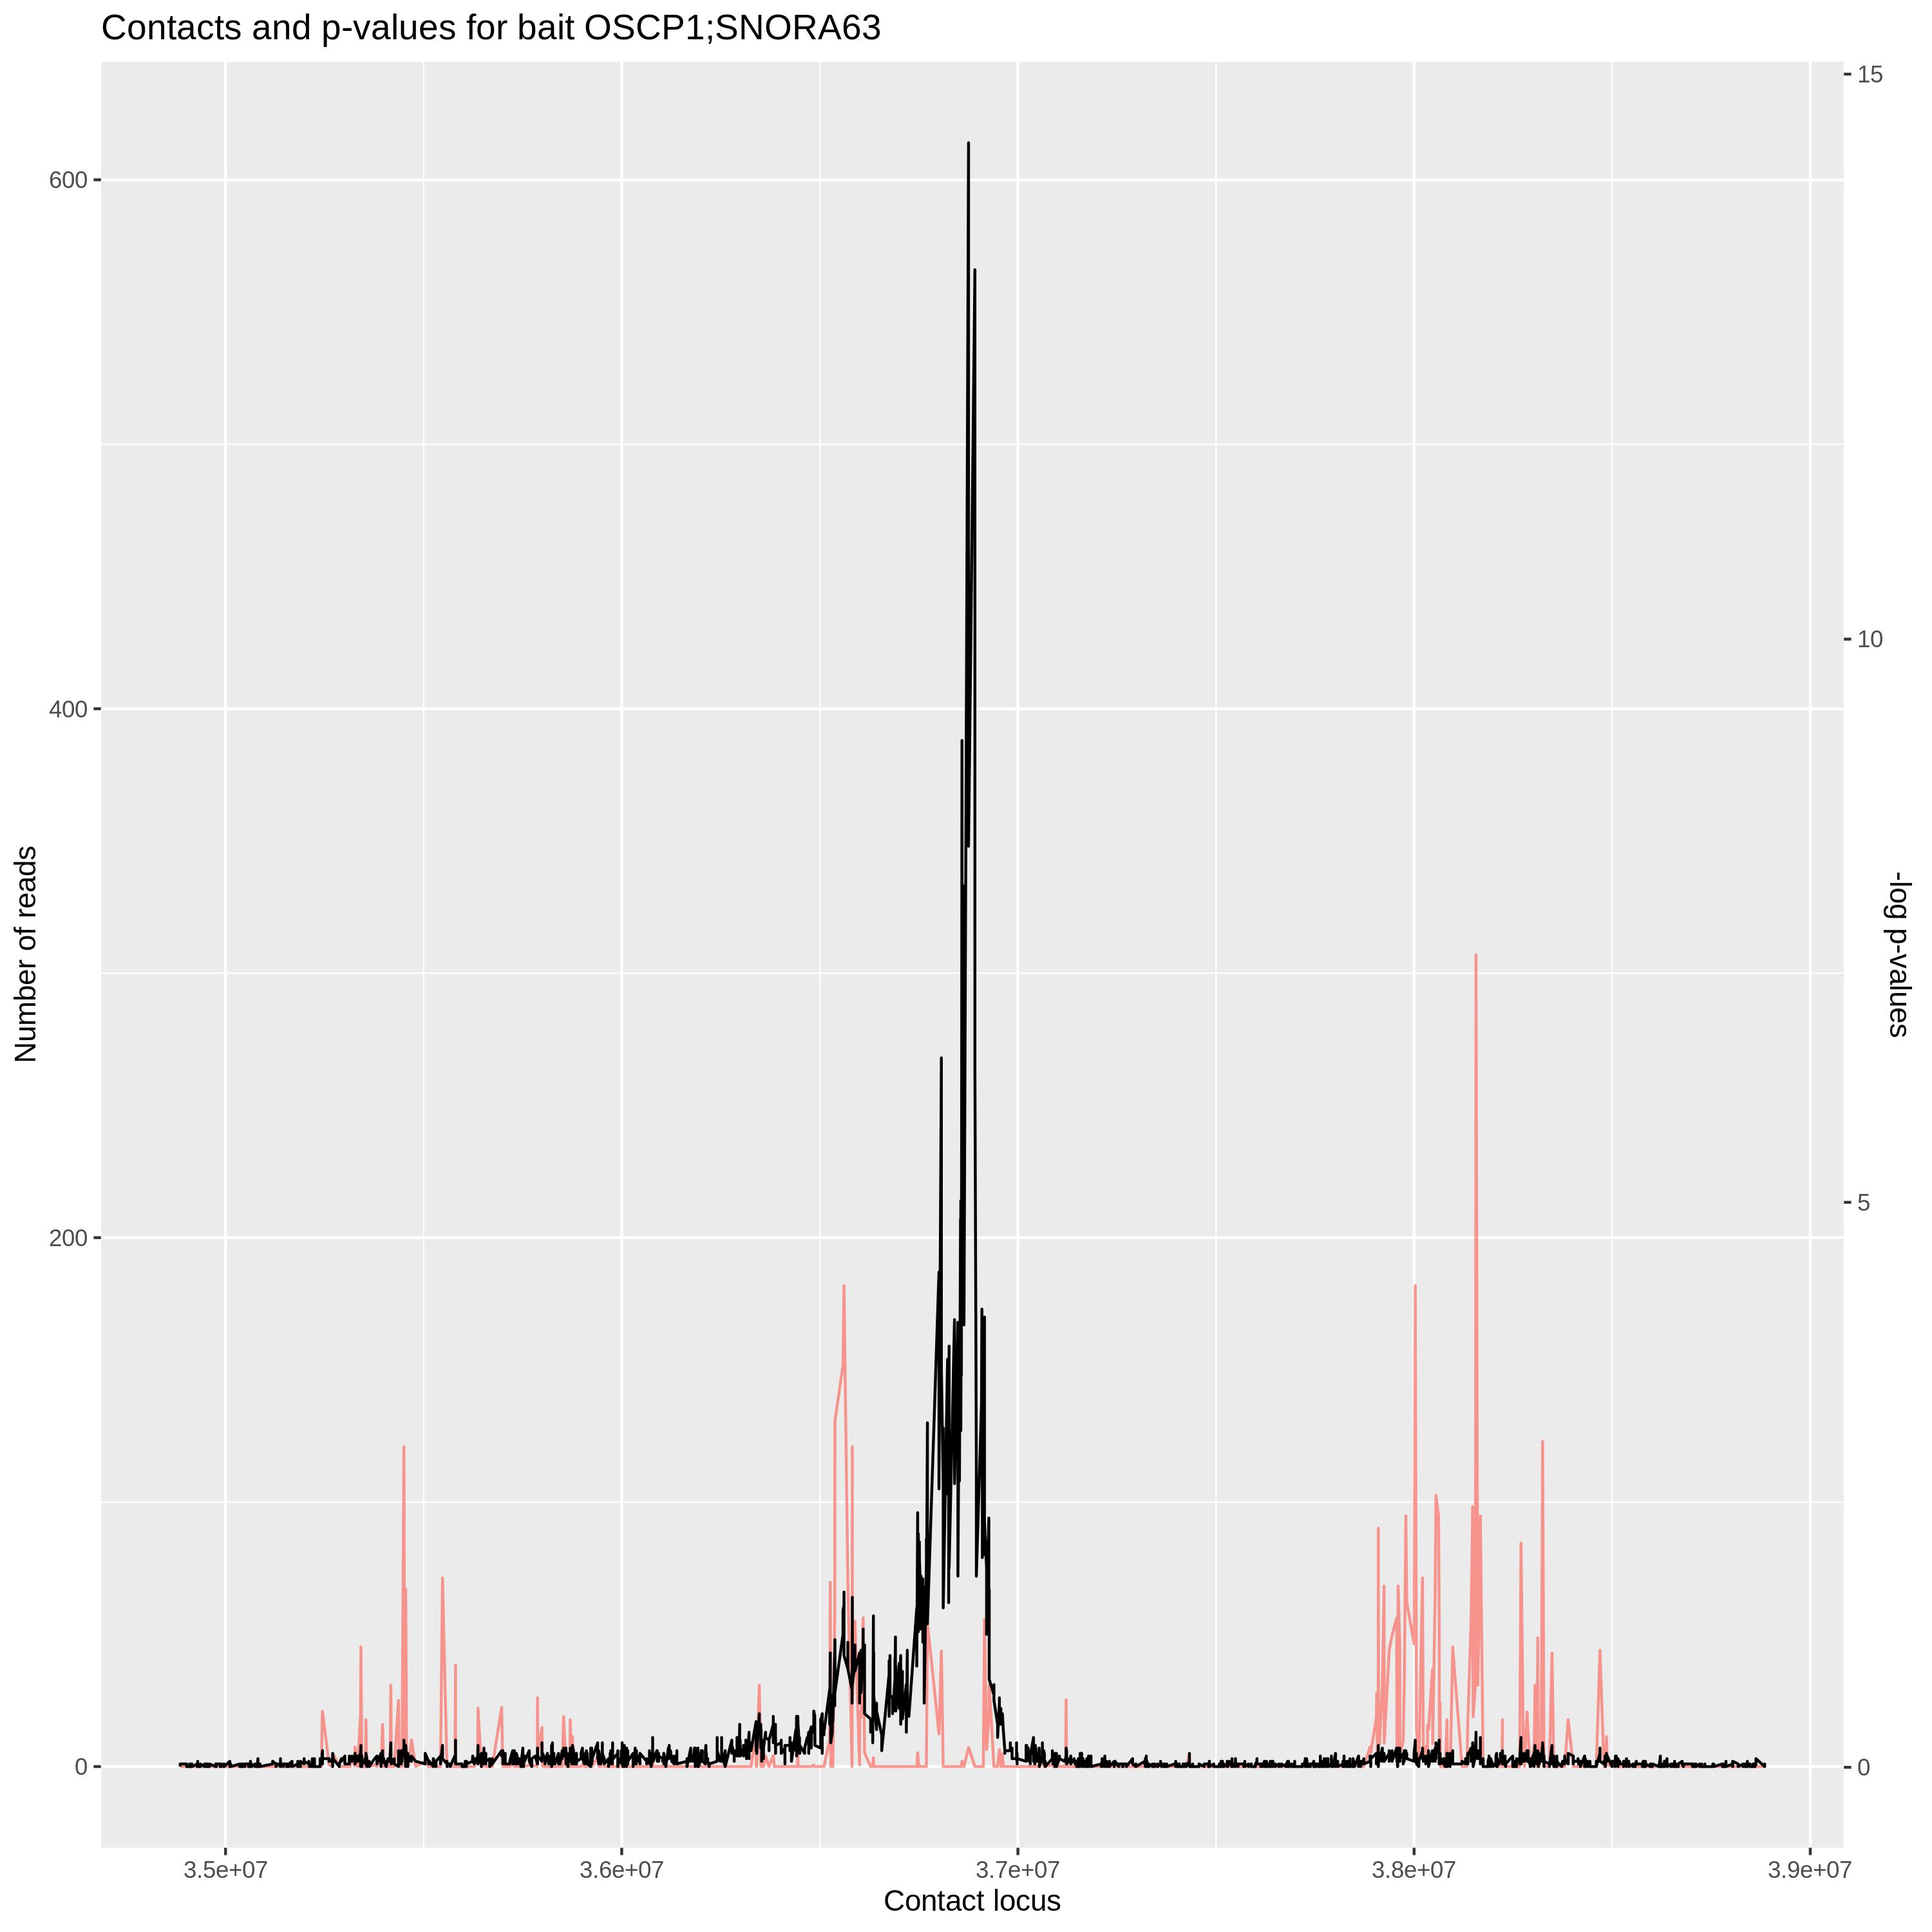 Contacts and p-values for bait OSCP1;SNORA63
15
600
10
400
Number of reads
-log p-values
5
200
0
0
3.5e+07
3.6e+07
3.7e+07
3.8e+07
3.9e+07
Contact locus